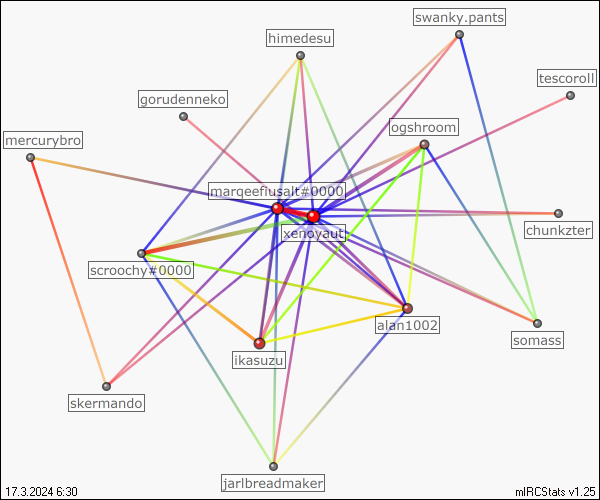 swanky.pants
himedesu
tescoroll
gorudenneko
ogshroom
mercurybro
marqeefiusalt#0000
xenoyaut
chunkzter
scroochy#0000
alan1002
somass
ikasuzu
skermando
jarlbreadmaker
17.3.2024 6:30
mIRCStats v1.25